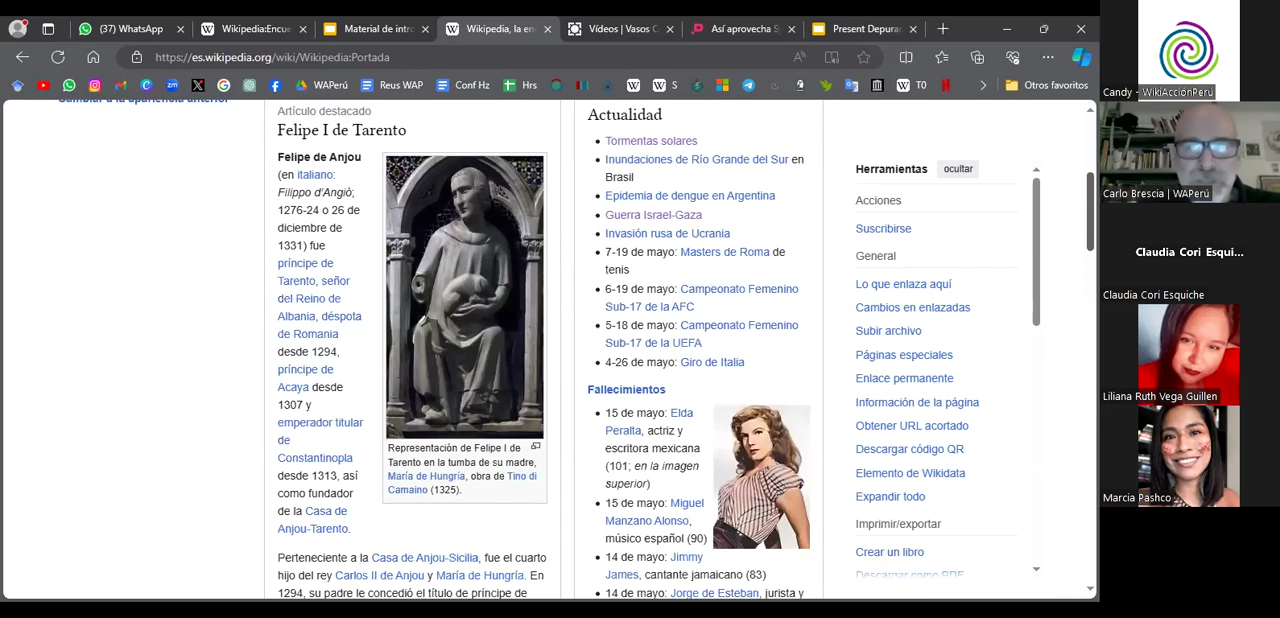 (37) WhatsApp
Wikipedia:Encue
Material de intro
Wikipedia, la en
Vídeos | Vasos C
Así aprovecha S
Present Depurac
https://es.wikipedia.org/wiki/Wikipedia:Portada
WAPerú
Reus WAP
Conf Hz
Hrs
W S
T0
Otros favoritos
Cambiar a la apariencia anterior
Artículo destacado
Felipe I de Tarento
Felipe de Anjou
(en italiano:
Filippo d'Angiò;
1276-24 o 26 de
diciembre de
1331) fue
príncipe de
Tarento, señor
del Reino de
Albania, déspota
de Romania
desde 1294,
príncipe de
Acaya desde
1307 y
emperador titular
de
Constantinopla
desde 1313, así
como fundador
de la Casa de
Anjou-Tarento.
Representación de Felipe I de
Tarento en la tumba de su madre,
María de Hungría, obra de Tino di
Camaino (1325).
Perteneciente a la Casa de Anjou-Sicilia, fue el cuarto
hijo del rey Carlos II de Anjou y María de Hungría. En
1294, su padre le concedió el título de príncipe de
Actualidad
Tormentas solares
Inundaciones de Río Grande del Sur en
Brasil
Epidemia de dengue en Argentina
Guerra Israel-Gaza
Invasión rusa de Ucrania
7-19 de mayo: Masters de Roma de
tenis
6-19 de mayo: Campeonato Femenino
Sub-17 de la AFC
5-18 de mayo: Campeonato Femenino
Sub-17 de la UEFA
4-26 de mayo: Giro de Italia
Fallecimientos
15 de mayo: Elda
Peralta, actriz y
escritora mexicana
(101; en la imagen
superior)
15 de mayo: Miguel
Manzano Alonso,
músico español (90)
14 de mayo: Jimmy
James, cantante jamaicano (83)
14 de mayo: Jorge de Esteban, jurista y
Herramientas
ocultar
Acciones
Suscribirse
General
Lo que enlaza aquí
Cambios en enlazadas
Subir archivo
Páginas especiales
Enlace permanente
Información de la página
Obtener URL acortado
Descargar código QR
Elemento de Wikidata
Expandir todo
Imprimir/exportar
Crear un libro
Descargar como PDF
Candy - WikiAcciónPerú
Carlo Brescia | WAPerú
Claudia Cori Esqui...
Claudia Cori Esquiche
Liliana Ruth Vega Guillen
Marcia Pashco